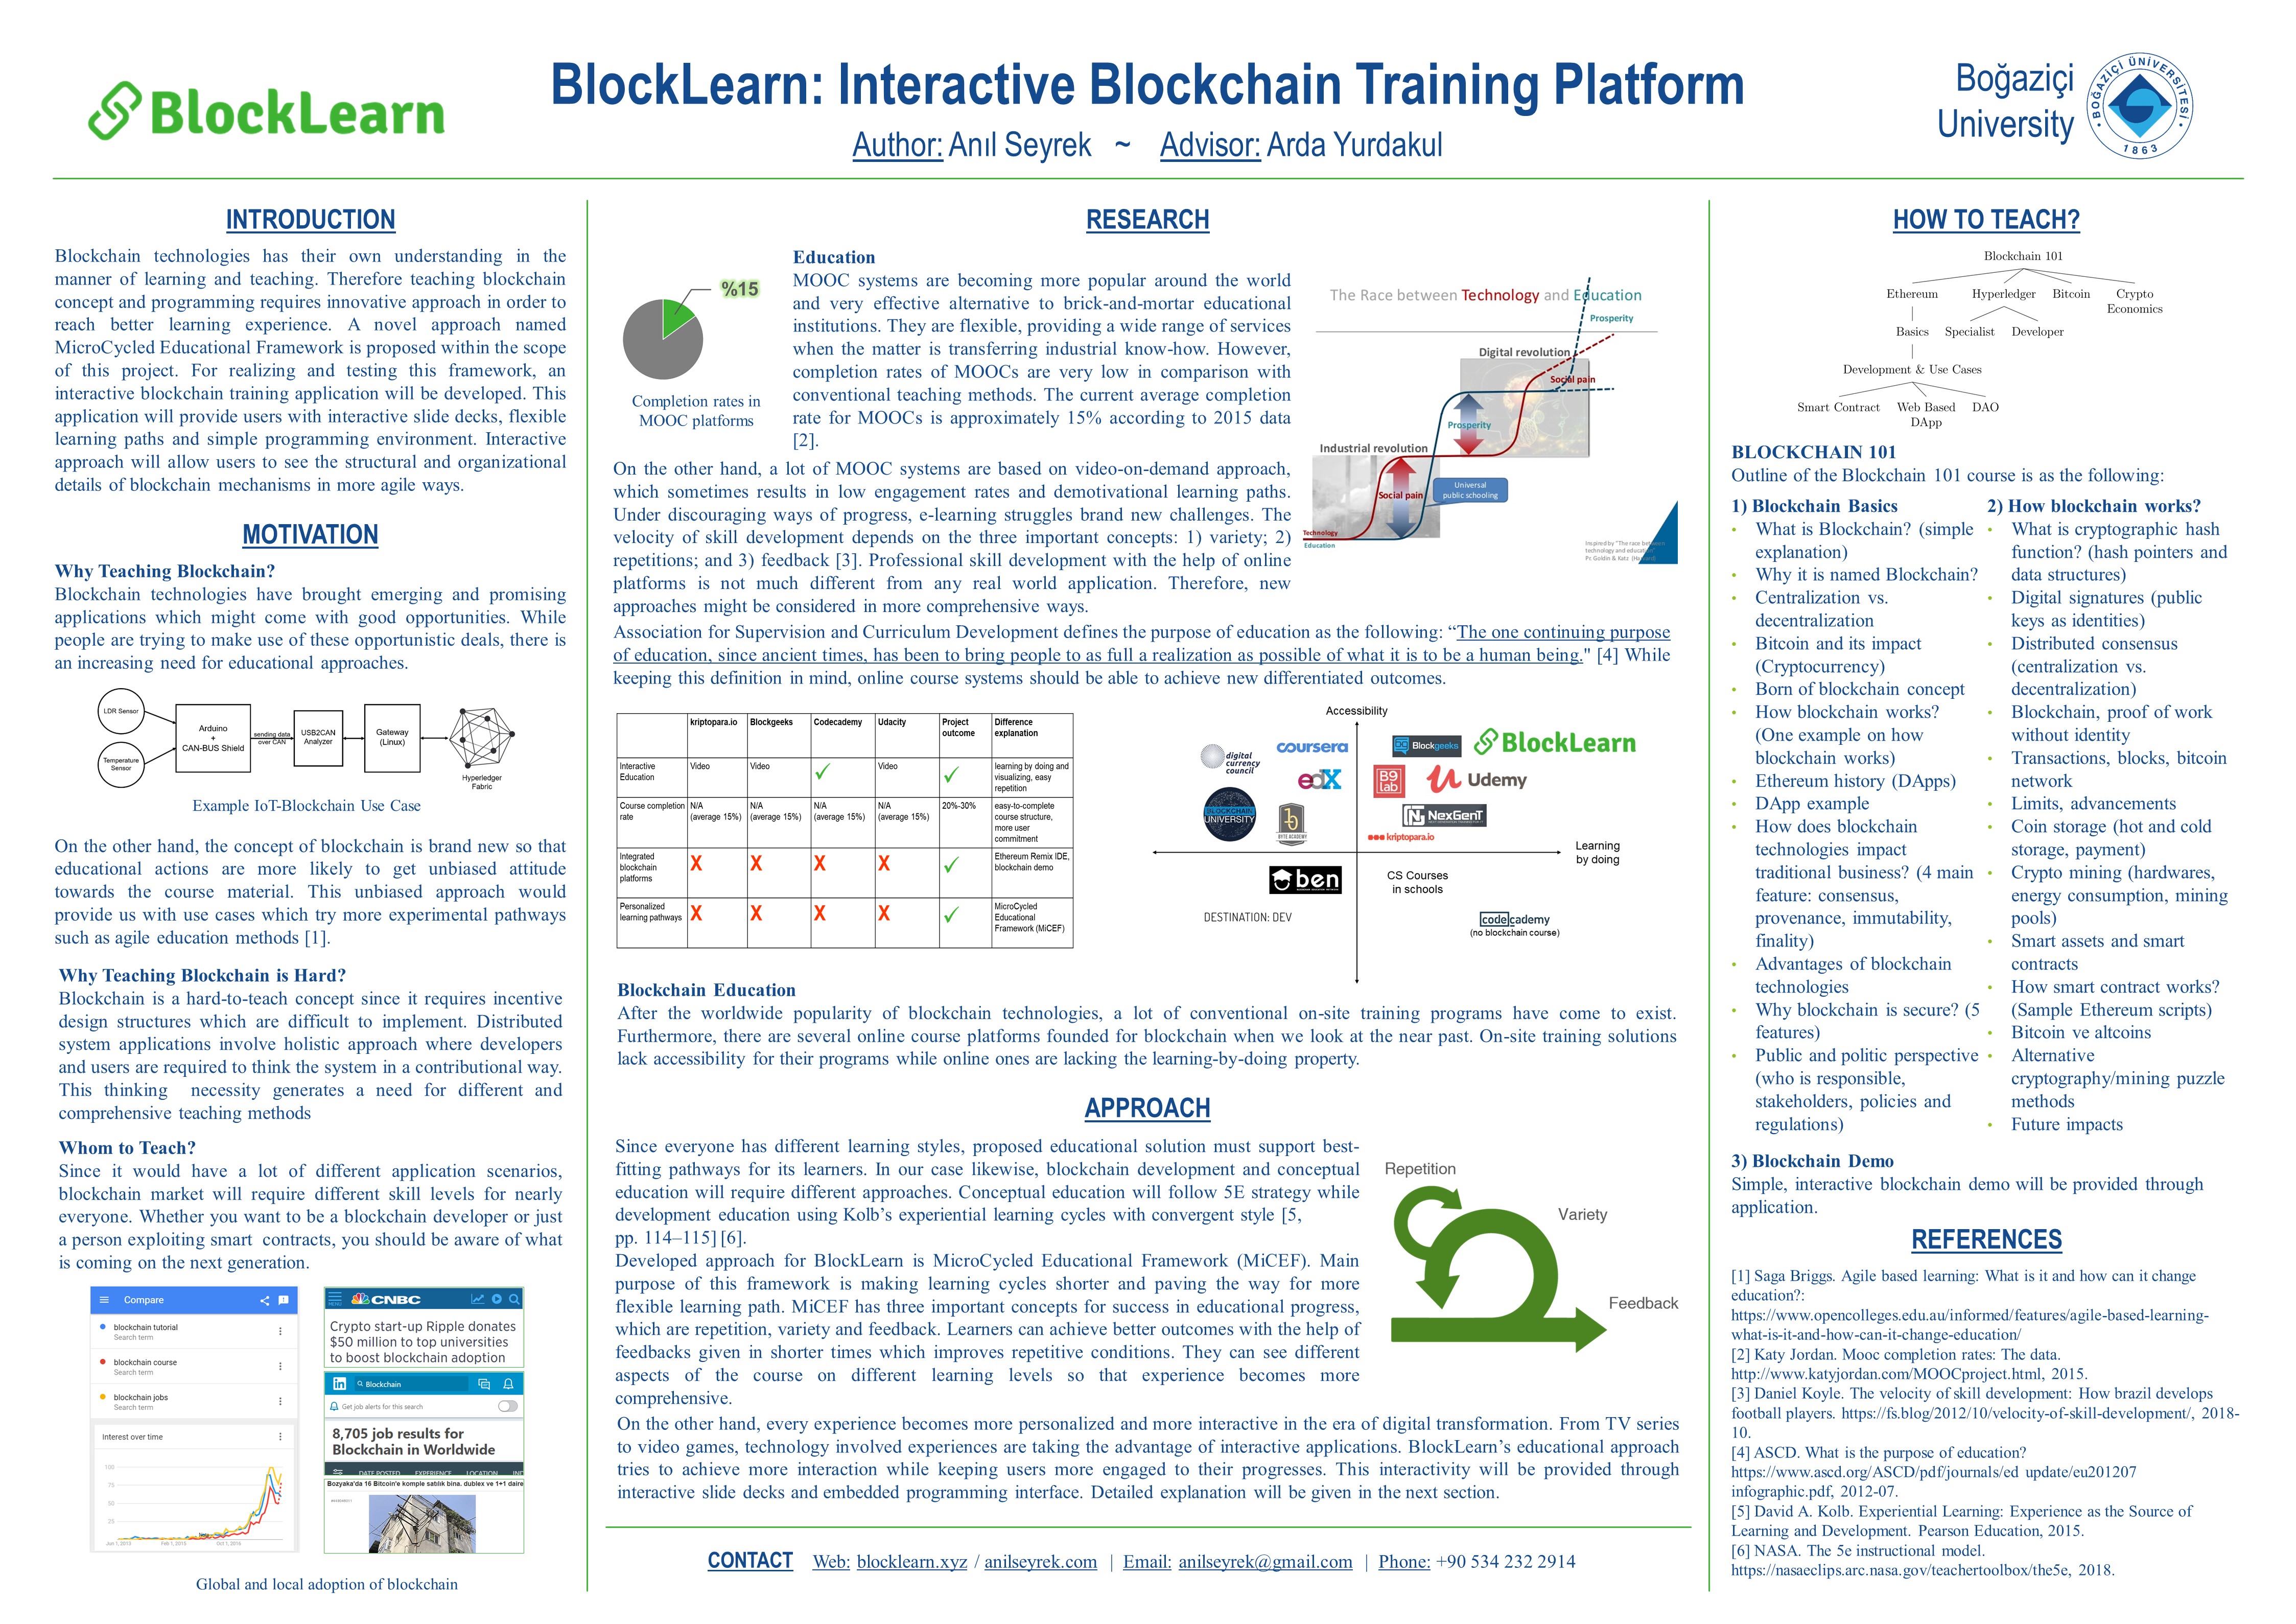 BlockLearn
BlockLearn: Interactive Blockchain Training Platform
Author: Anıl Seyrek ~ Advisor: Arda Yurdakul
Boğaziçi
University
BOĞAZİÇİ ÜNİVERSİTESİ
1863
INTRODUCTION
Blockchain technologies has their own understanding in the
manner of learning and teaching. Therefore teaching blockchain
concept and programming requires innovative approach in order to
reach better learning experience. A novel approach named
MicroCycled Educational Framework is proposed within the scope
of this project. For realizing and testing this framework, an
interactive blockchain training application will be developed. This
application will provide users with interactive slide decks, flexible
learning paths and simple programming environment. Interactive
approach will allow users to see the structural and organizational
details of blockchain mechanisms in more agile ways.
MOTIVATION
Why Teaching Blockchain?
Blockchain technologies have brought emerging and promising
applications which might come with good opportunities. While
people are trying to make use of these opportunistic deals, there is
an increasing need for educational approaches.
LDR Sensor
Temperature
Sensor
Arduino
+
CAN-BUS Shield
sending data
over CAN
USB2CAN
Analyzer
Gateway
(Linux)
Hyperledger
Fabric
Example IoT-Blockchain Use Case
On the other hand, the concept of blockchain is brand new so that
educational actions are more likely to get unbiased attitude
towards the course material. This unbiased approach would
provide us with use cases which try more experimental pathways
such as agile education methods [1].
Why Teaching Blockchain is Hard?
Blockchain is a hard-to-teach concept since it requires incentive
design structures which are difficult to implement. Distributed
system applications involve holistic approach where developers
and users are required to think the system in a contributional way.
This thinking necessity generates a need for different and
comprehensive teaching methods
Whom to Teach?
Since it would have a lot of different application scenarios,
blockchain market will require different skill levels for nearly
everyone. Whether you want to be a blockchain developer or just
a person exploiting smart contracts, you should be aware of what
is coming on the next generation.
Compare
blockchain tutorial
Search term
blockchain course
Search term
blockchain jobs
Search term
Interest over time
100
75
50
25
Jun 1, 2013 Feb 1, 2015 Oct 1, 2016
MENU
CNBC
Crypto start-up Ripple donates
$50 million to top universities
to boost blockchain adoption
in Blockchain
Get job alerts for this search
8,705 job results for
Blockchain in Worldwide
DATE POSTED EXPERIENCE LOCATION
Bozyaka'da 16 Bitcoin'e komple satılık bina. dublex ve 1+1 daire
Global and local adoption of blockchain
RESEARCH
%15
Completion rates in
MOOC platforms
Education
MOOC systems are becoming more popular around the world
and very effective alternative to brick-and-mortar educational
institutions. They are flexible, providing a wide range of services
when the matter is transferring industrial know-how. However,
completion rates of MOOCs are very low in comparison with
conventional teaching methods. The current average completion
rate for MOOCs is approximately 15% according to 2015 data
[2].
On the other hand, a lot of MOOC systems are based on video-on-demand approach,
which sometimes results in low engagement rates and demotivational learning paths.
Under discouraging ways of progress, e-learning struggles brand new challenges. The
velocity of skill development depends on the three important concepts: 1) variety; 2)
repetitions; and 3) feedback [3]. Professional skill development with the help of online
platforms is not much different from any real world application. Therefore, new
approaches might be considered in more comprehensive ways.
The Race between Technology and Education
Prosperity
Digital revolution
Social pain
Prosperity
Industrial revolution
Social pain
Universal
public schooling
Technology
Education
Inspired by "The race between
technology and education"
Pr. Goldin & Katz
Association for Supervision and Curriculum Development defines the purpose of education as the following: “The one continuing purpose
of education, since ancient times, has been to bring people to as full a realization as possible of what it is to be a human being." [4] While
keeping this definition in mind, online course systems should be able to achieve new differentiated outcomes.
kriptopara.io Blockgeeks Codecademy Udacity Project outcome Difference explanation
Interactive Education Video Video ✓ Video ✓ learning by doing and visualizing, easy repetition
Course completion rate N/A (average 15%) N/A (average 15%) N/A (average 15%) N/A (average 15%) 20%-30% easy-to-complete course structure, more user commitment
Integrated blockchain platforms X X X X ✓ Ethereum Remix IDE, blockchain demo
Personalized learning pathways X X X X ✓ MicroCycled Educational Framework (MiCEF)
Accessibility
digital
currency
council
coursera
edX
BLOCKCHAIN
UNIVERSITY
BYTE ACADEMY
Blockgeeks
BlockLearn
B9
lab
Udemy
NexGenT
kriptopara.io
Learning
by doing
ben
CS Courses
in schools
DESTINATION: DEV
codecademy
(no blockchain course)
Blockchain Education
After the worldwide popularity of blockchain technologies, a lot of conventional on-site training programs have come to exist.
Furthermore, there are several online course platforms founded for blockchain when we look at the near past. On-site training solutions
lack accessibility for their programs while online ones are lacking the learning-by-doing property.
APPROACH
Since everyone has different learning styles, proposed educational solution must support best-
fitting pathways for its learners. In our case likewise, blockchain development and conceptual
education will require different approaches. Conceptual education will follow 5E strategy while
development education using Kolb’s experiential learning cycles with convergent style [5,
pp. 114–115] [6].
Developed approach for BlockLearn is MicroCycled Educational Framework (MiCEF). Main
purpose of this framework is making learning cycles shorter and paving the way for more
flexible learning path. MiCEF has three important concepts for success in educational progress,
which are repetition, variety and feedback. Learners can achieve better outcomes with the help of
feedbacks given in shorter times which improves repetitive conditions. They can see different
aspects of the course on different learning levels so that experience becomes more
comprehensive.
Repetition
Variety
Feedback
On the other hand, every experience becomes more personalized and more interactive in the era of digital transformation. From TV series
to video games, technology involved experiences are taking the advantage of interactive applications. BlockLearn’s educational approach
tries to achieve more interaction while keeping users more engaged to their progresses. This interactivity will be provided through
interactive slide decks and embedded programming interface. Detailed explanation will be given in the next section.
CONTACT Web: blocklearn.xyz / anilseyrek.com | Email: anilseyrek@gmail.com | Phone: +90 534 232 2914
HOW TO TEACH?
Blockchain 101
Ethereum Hyperledger Bitcoin Crypto
Economics
Basics Specialist Developer
Development & Use Cases
Smart Contract Web Based DAO
DApp
BLOCKCHAIN 101
Outline of the Blockchain 101 course is as the following:
1) Blockchain Basics
• What is Blockchain? (simple
explanation)
• Why it is named Blockchain?
• Centralization vs.
decentralization
• Bitcoin and its impact
(Cryptocurrency)
• Born of blockchain concept
• How blockchain works?
(One example on how
blockchain works)
• Ethereum history (DApps)
• DApp example
• How does blockchain
technologies impact
traditional business? (4 main
feature: consensus,
provenance, immutability,
finality)
• Advantages of blockchain
technologies
• Why blockchain is secure? (5
features)
• Public and politic perspective
(who is responsible,
stakeholders, policies and
regulations)
2) How blockchain works?
• What is cryptographic hash
function? (hash pointers and
data structures)
• Digital signatures (public
keys as identities)
• Distributed consensus
(centralization vs.
decentralization)
• Blockchain, proof of work
without identity
• Transactions, blocks, bitcoin
network
• Limits, advancements
• Coin storage (hot and cold
storage, payment)
• Crypto mining (hardwares,
energy consumption, mining
pools)
• Smart assets and smart
contracts
• How smart contract works?
(Sample Ethereum scripts)
• Bitcoin ve altcoins
• Alternative
cryptography/mining puzzle
methods
• Future impacts
3) Blockchain Demo
Simple, interactive blockchain demo will be provided through
application.
REFERENCES
[1] Saga Briggs. Agile based learning: What is it and how can it change
education?:
https://www.opencolleges.edu.au/informed/features/agile-based-learning-
what-is-it-and-how-can-it-change-education/
[2] Katy Jordan. Mooc completion rates: The data.
http://www.katyjordan.com/MOOCproject.html, 2015.
[3] Daniel Koyle. The velocity of skill development: How brazil develops
football players. https://fs.blog/2012/10/velocity-of-skill-development/, 2018-
10.
[4] ASCD. What is the purpose of education?
https://www.ascd.org/ASCD/pdf/journals/ed update/eu201207
infographic.pdf, 2012-07.
[5] David A. Kolb. Experiential Learning: Experience as the Source of
Learning and Development. Pearson Education, 2015.
[6] NASA. The 5e instructional model.
https://nasaeclips.arc.nasa.gov/teachertoolbox/the5e, 2018.